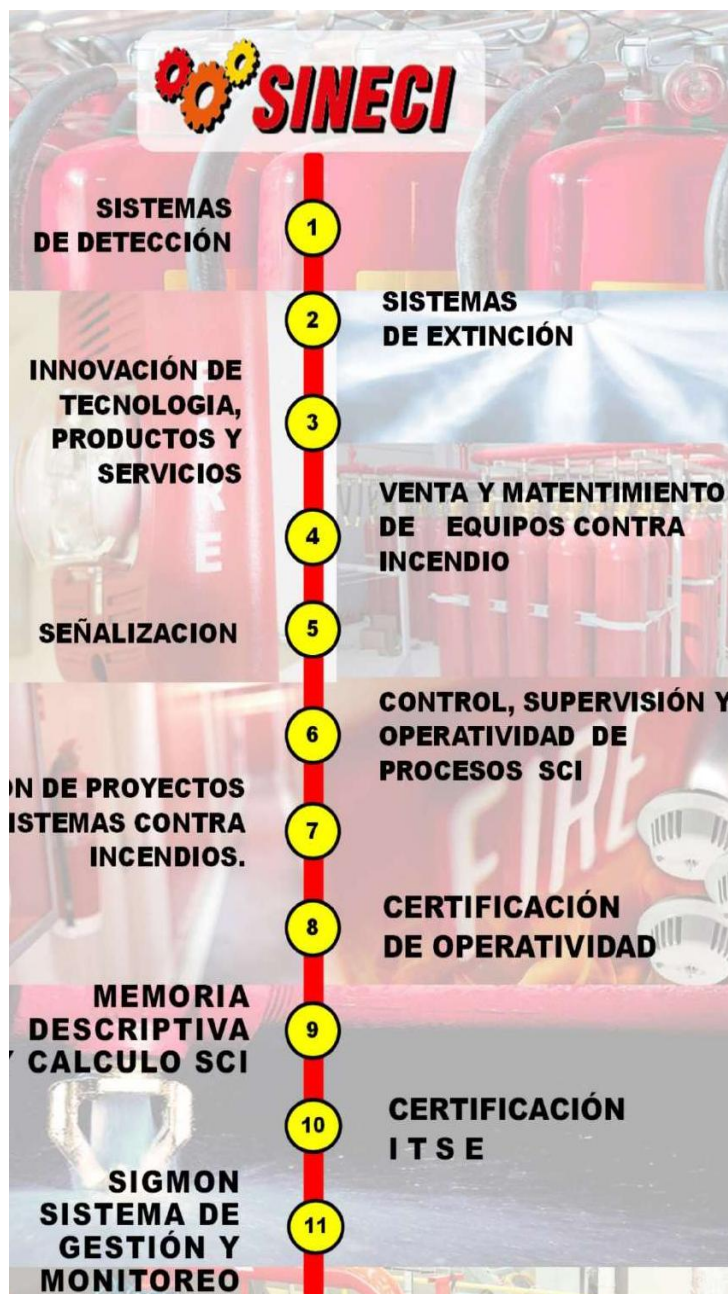 SINECI
SISTEMAS
DE DETECCIÓN
1
2
SISTEMAS
DE EXTINCIÓN
INNOVACIÓN DE
TECNOLOGIA,
PRODUCTOS Y
SERVICIOS
3
VENTA Y MATENTIMIENTO
DE EQUIPOS CONTRA
INCENDIO
4
SEÑALIZACION
5
CONTROL, SUPERVISIÓN Y
OPERATIVIDAD DE
PROCESOS SCI
6
DE PROYECTOS
CONTRA
INCENDIOS.
7
CERTIFICACIÓN
DE OPERATIVIDAD
8
MEMORIA
DESCRIPTIVA
Y CALCULO SCI
9
CERTIFICACIÓN
I T S E
10
SIGMON
SISTEMA DE
GESTIÓN Y
MONITOREO
11
FIRE
FIRE